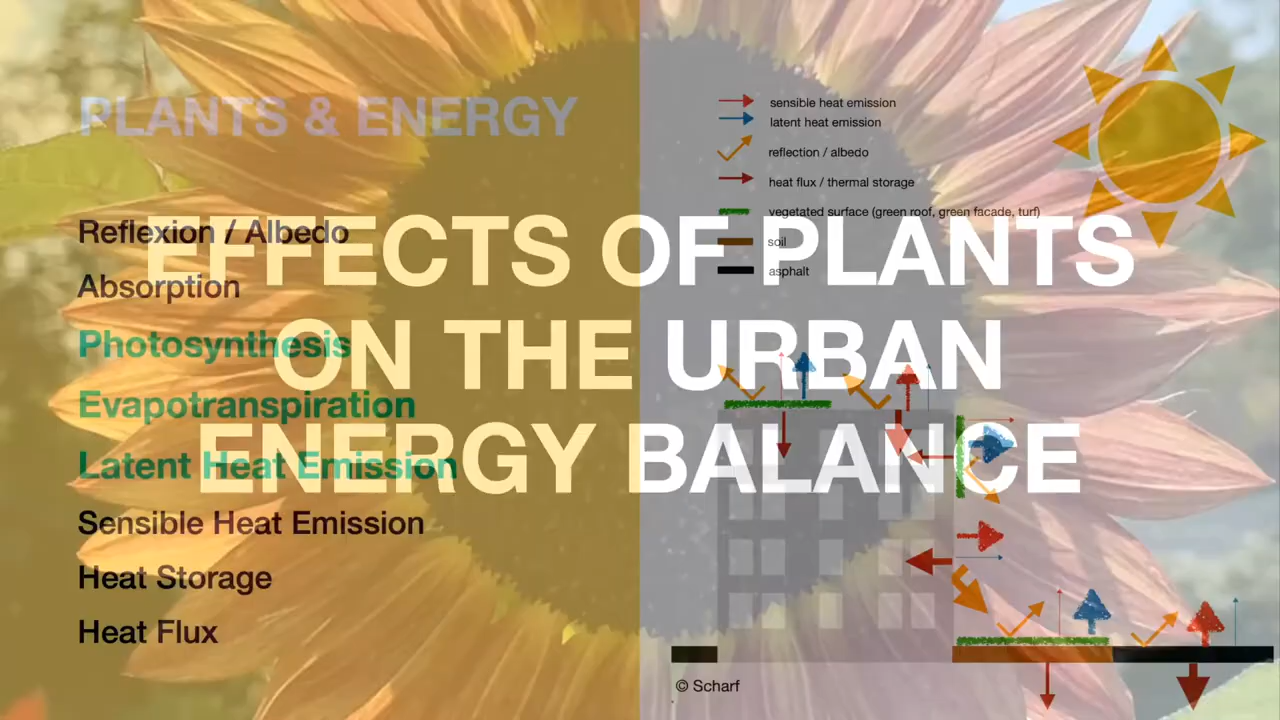 PLANTS & ENERGY
Reflexion / Albedo
Absorption
Photosynthesis
Evapotranspiration
Latent Heat Emission
Sensible Heat Emission
Heat Storage
Heat Flux
EFFECTS OF PLANTS
ON THE URBAN
ENERGY BALANCE
sensible heat emission
latent heat emission
reflection / albedo
heat flux / thermal storage
vegetated surface (green roof, green facade, turf)
soil
asphalt
© Scharf